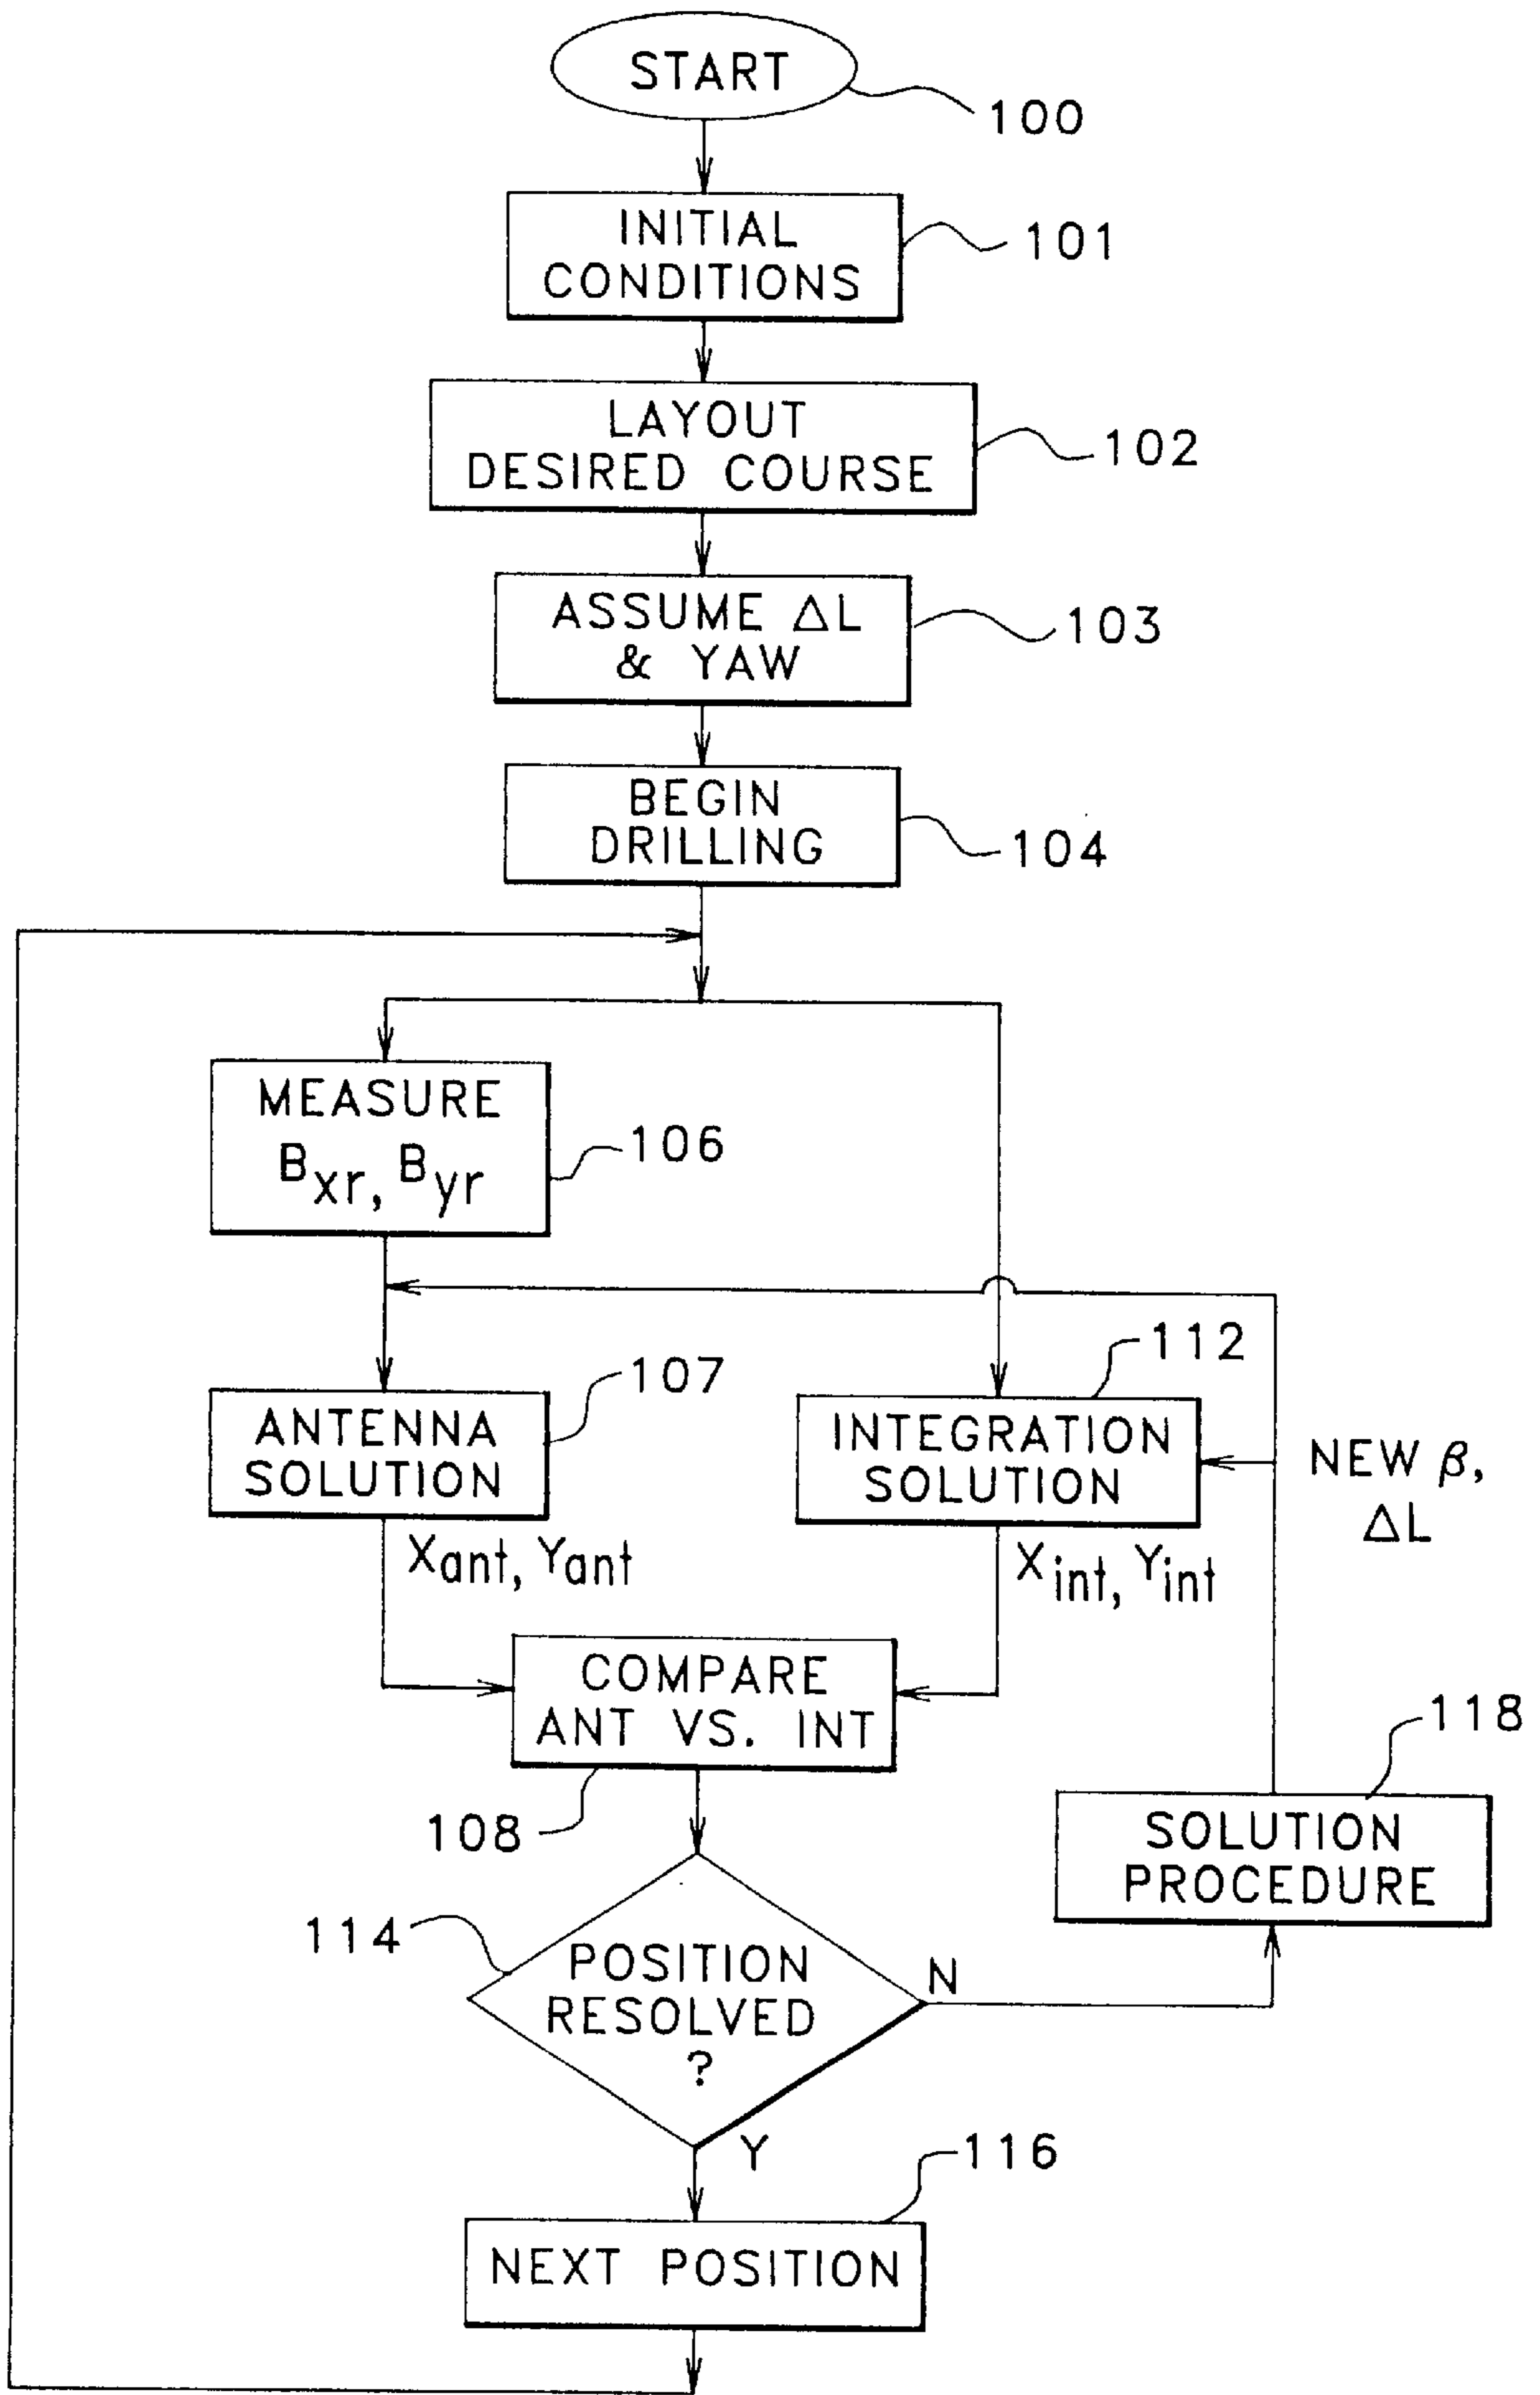 START
100
INITIAL
CONDITIONS
101
LAYOUT
DESIRED COURSE
102
ASSUME ΔL
& YAW
103
BEGIN
DRILLING
104
MEASURE
Bxr, Byr
106
ANTENNA
SOLUTION
107
INTEGRATION
SOLUTION
112
NEW β,
ΔL
Xant, Yant
Xint, Yint
COMPARE
ANT VS. INT
108
SOLUTION
PROCEDURE
118
POSITION
RESOLVED
?
114
N
Y
NEXT POSITION
116